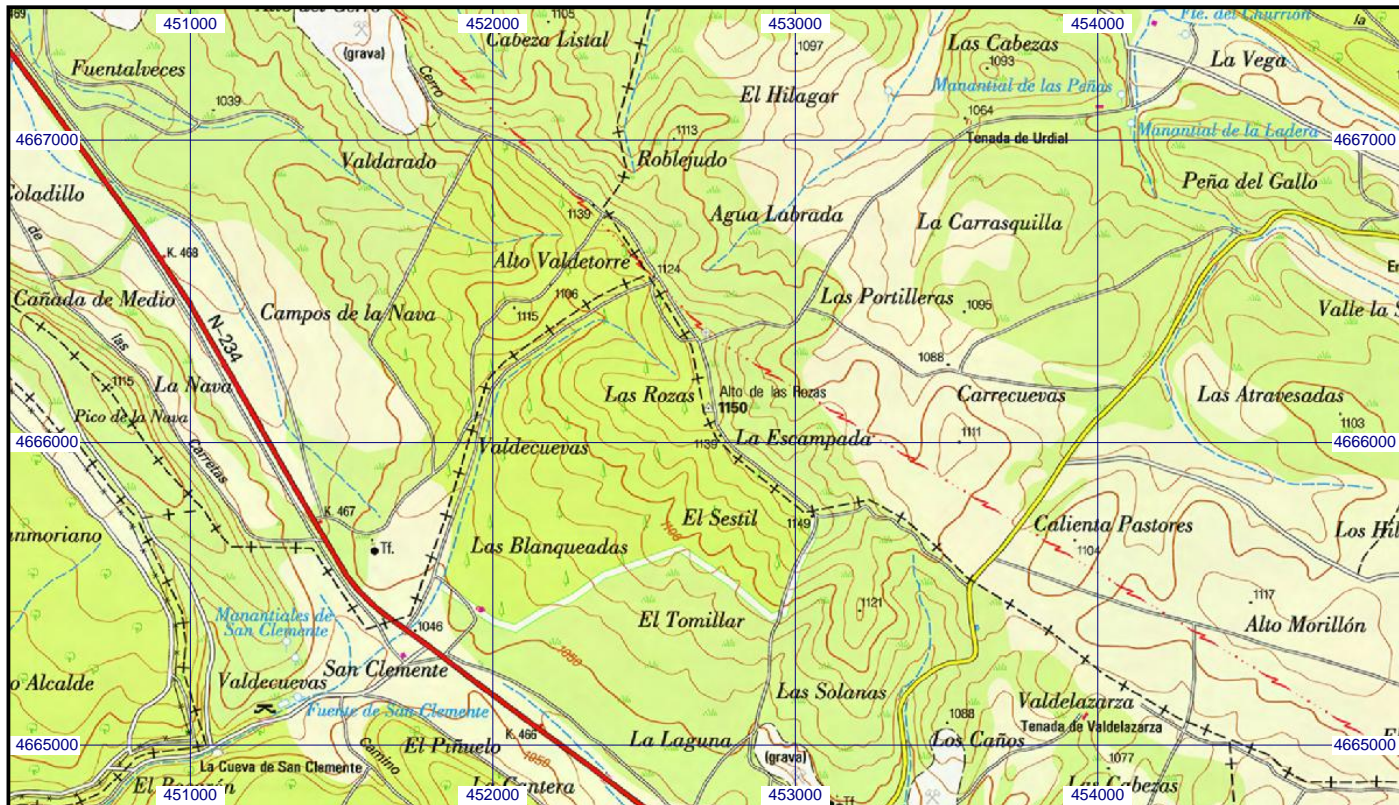 451000
452000
453000
454000
Cabeza Listal
1105
1097
Las Cabezas
1093
Fte. del Churrión
La Vega
(grava)
Fuentalveces
1039
Cerro
El Hilagar
Manantial de las Peñas
1064
4667000
1113
Tenada de Urdial
Manantial de la Ladera
4667000
Valdarado
Roblejudo
Peña del Gallo
de
1139
Agua Labrada
La Carrasquilla
K. 468
Alto Valdetorre
1124
Cañada de Medio
1106
Las Portilleras
1095
Campos de la Nava
1115
N-234
las
1088
1115
La Nava
Las Rozas
Alto de las Rozas
1150
Carrecuevas
Las Atravesadas
Pico de la Nava
1103
4666000
Carretas
Valdecuevas
1139
La Escampada
1111
4666000
K. 467
El Sestil
1149
Calienta Pastores
Tf.
Las Blanqueadas
1100
1104
1117
Manantiales de
San Clemente
1046
El Tomillar
1121
Alto Morillón
1050
San Clemente
o Alcalde
Valdecuevas
Las Solanas
Valdelazarza
Fuente de San Clemente
1088
Tenada de Valdelazarza
K. 466
4665000
El Piñuelo
La Laguna
Los Caños
4665000
1050
(grava)
La Cueva de San Clemente
Camino
1077
La Cantera
Las Cabezas
Tf.
451000
452000
453000
454000